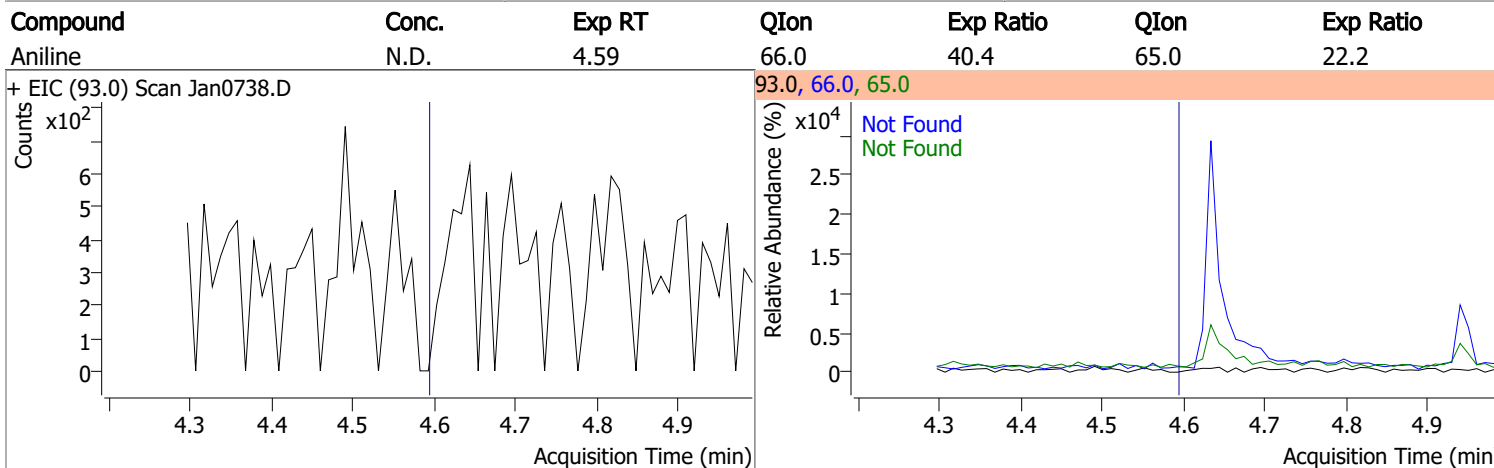 Compound Conc. Exp RT QIon Exp Ratio QIon Exp Ratio
Aniline N.D. 4.59 66.0 40.4 65.0 22.2
+ EIC (93.0) Scan Jan0738.D
Counts
x10²
6
5
4
3
2
1
0
4.3 4.4 4.5 4.6 4.7 4.8 4.9
Acquisition Time (min)
93.0, 66.0, 65.0
Relative Abundance (%)
x10⁴
Not Found
Not Found
2.5
2
1.5
1
0.5
0
4.3 4.4 4.5 4.6 4.7 4.8 4.9
Acquisition Time (min